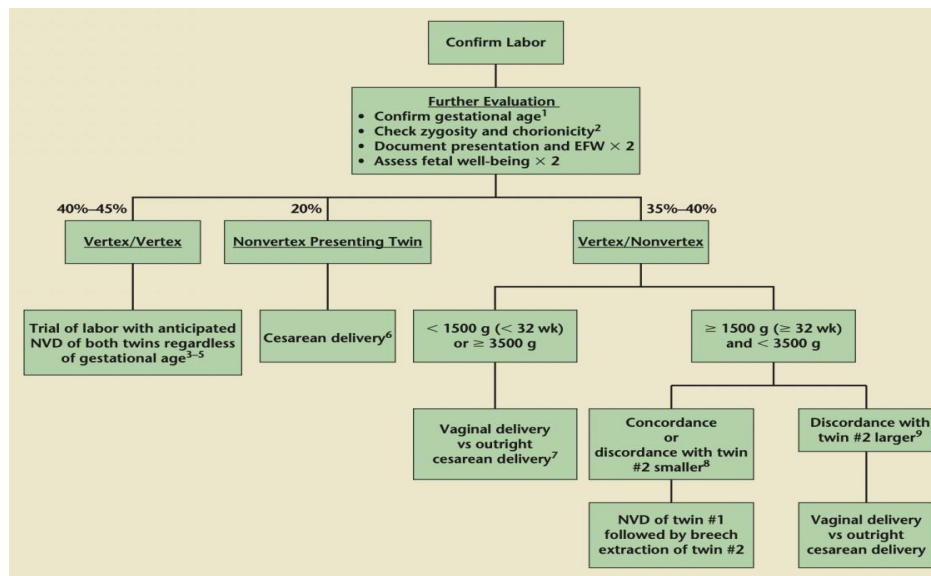 Confirm Labor
Further Evaluation
• Confirm gestational age1
• Check zygosity and chorionicity2
• Document presentation and EFW × 2
• Assess fetal well-being × 2
40%–45%
20%
35%–40%
Vertex/Vertex
Nonvertex Presenting Twin
Vertex/Nonvertex
Trial of labor with anticipated
NVD of both twins regardless
of gestational age3–5
Cesarean delivery6
< 1500 g (< 32 wk)
or ≥ 3500 g
≥ 1500 g (≥ 32 wk)
and < 3500 g
Vaginal delivery
vs outright
cesarean delivery7
Concordance
or
discordance with twin
#2 smaller8
Discordance with
twin #2 larger9
NVD of twin #1
followed by breech
extraction of twin #2
Vaginal delivery
vs outright
cesarean delivery